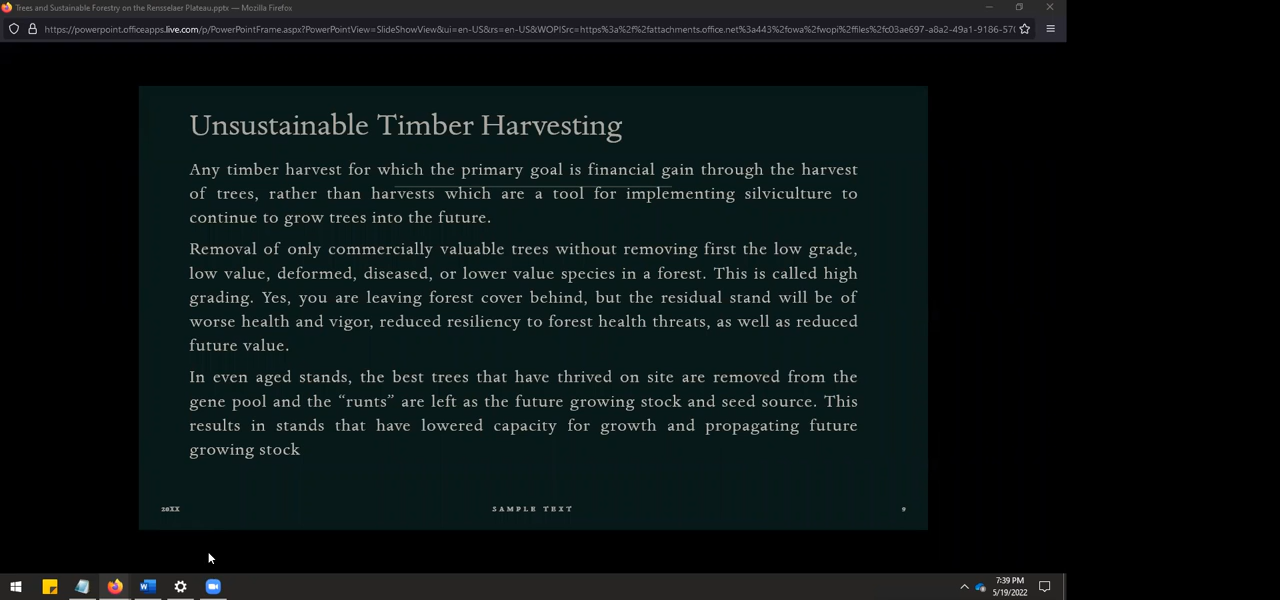 Trees and Sustainable Forestry on the Rensselaer Plateau.pptx — Mozilla Firefox
https://powerpoint.officeapps.live.com/p/PowerPointFrame.aspx?PowerPointView=SlideShowView&ui=en-US&rs=en-US&WOPISrc=https%3a%2f%2fattachments.office.net%3a443%2fowa%2fwopi%2ffiles%2fc03ae697-a8a2-49a1-9186-570
Unsustainable Timber Harvesting
Any timber harvest for which the primary goal is financial gain through the harvest
of trees, rather than harvests which are a tool for implementing silviculture to
continue to grow trees into the future.
Removal of only commercially valuable trees without removing first the low grade,
low value, deformed, diseased, or lower value species in a forest. This is called high
grading. Yes, you are leaving forest cover behind, but the residual stand will be of
worse health and vigor, reduced resiliency to forest health threats, as well as reduced
future value.
In even aged stands, the best trees that have thrived on site are removed from the
gene pool and the “runts” are left as the future growing stock and seed source. This
results in stands that have lowered capacity for growth and propagating future
growing stock
20XX
SAMPLE TEXT
9
7:39 PM
5/19/2022